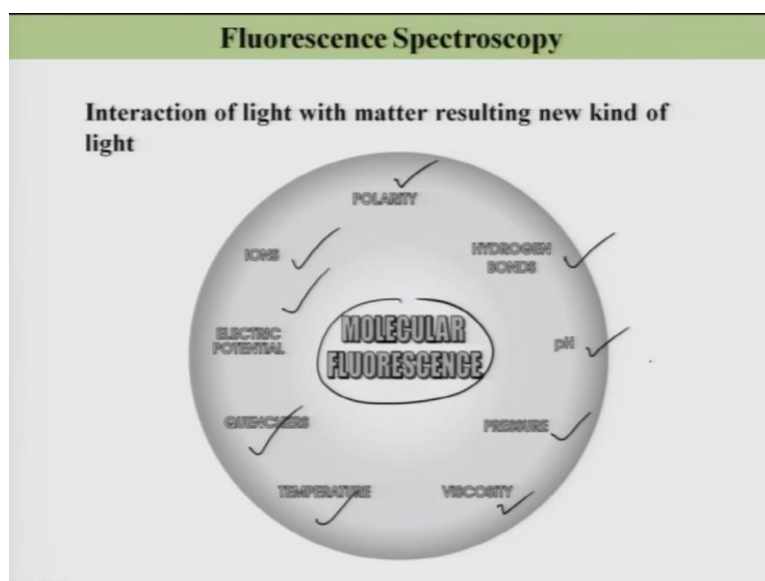 Fluorescence Spectroscopy
Interaction of light with matter resulting new kind of
light
POLARITY
IONS
HYDROGEN
BONDS
ELECTRIC
POTENTIAL
MOLECULAR
FLUORESCENCE
pH
QUENCHERS
PRESSURE
TEMPERATURE
VISCOSITY